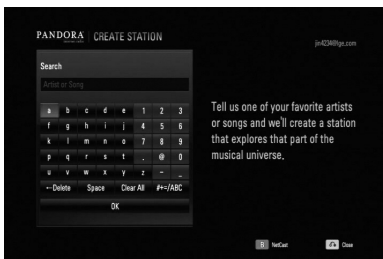 PANDORA | CREATE STATION
jin4234@lge.com
Search
Artist or Song
a b c d e 1 2 3
f g h i j 4 5 6
k l m n o 7 8 9
p q r s t . @ 0
u v w x y z - _
←Delete Space Clear All #+=/ABC
OK
Tell us one of your favorite artists
or songs and we'll create a station
that explores that part of the
musical universe.
NetCast Close